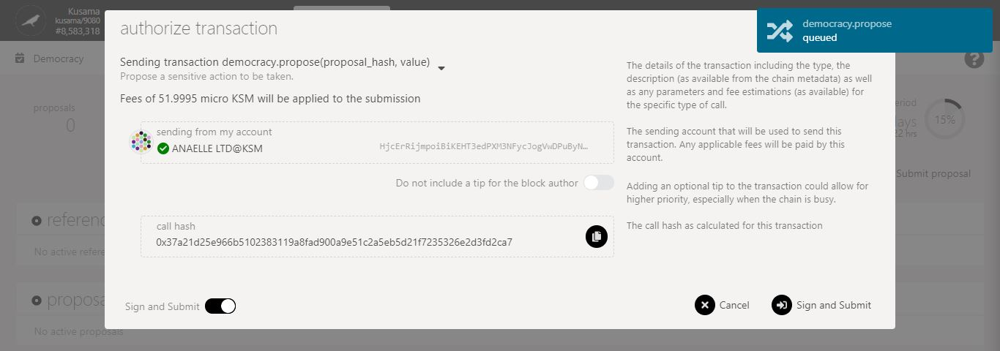 Kusama
kusama/9080
#8,583,318
authorize transaction
democracy.propose
queued
Democracy
Sending transaction democracy.propose(proposal_hash, value)
Propose a sensitive action to be taken.
Fees of 51.9995 micro KSM will be applied to the submission
The details of the transaction including the type, the
description (as available from the chain metadata) as well
as any parameters and fee estimations (as available) for
the specific type of call.
proposals
0
eriod
days
22 hrs
15%
sending from my account
ANAELLE LTD@KSM
HjcErRijmpoiBiKEHT3edPXM3NFycJogVwDPuByN…
The sending account that will be used to send this
transaction. Any applicable fees will be paid by this
account.
Submit proposal
Do not include a tip for the block author
Adding an optional tip to the transaction could allow for
higher priority, especially when the chain is busy.
referen
No active refere
call hash
0x37a21d25e966b5102383119a8fad900a9e51c2a5eb5d21f7235326e2d3fd2ca7
The call hash as calculated for this transaction
proposa
No active proposals
Sign and Submit
Cancel
Sign and Submit